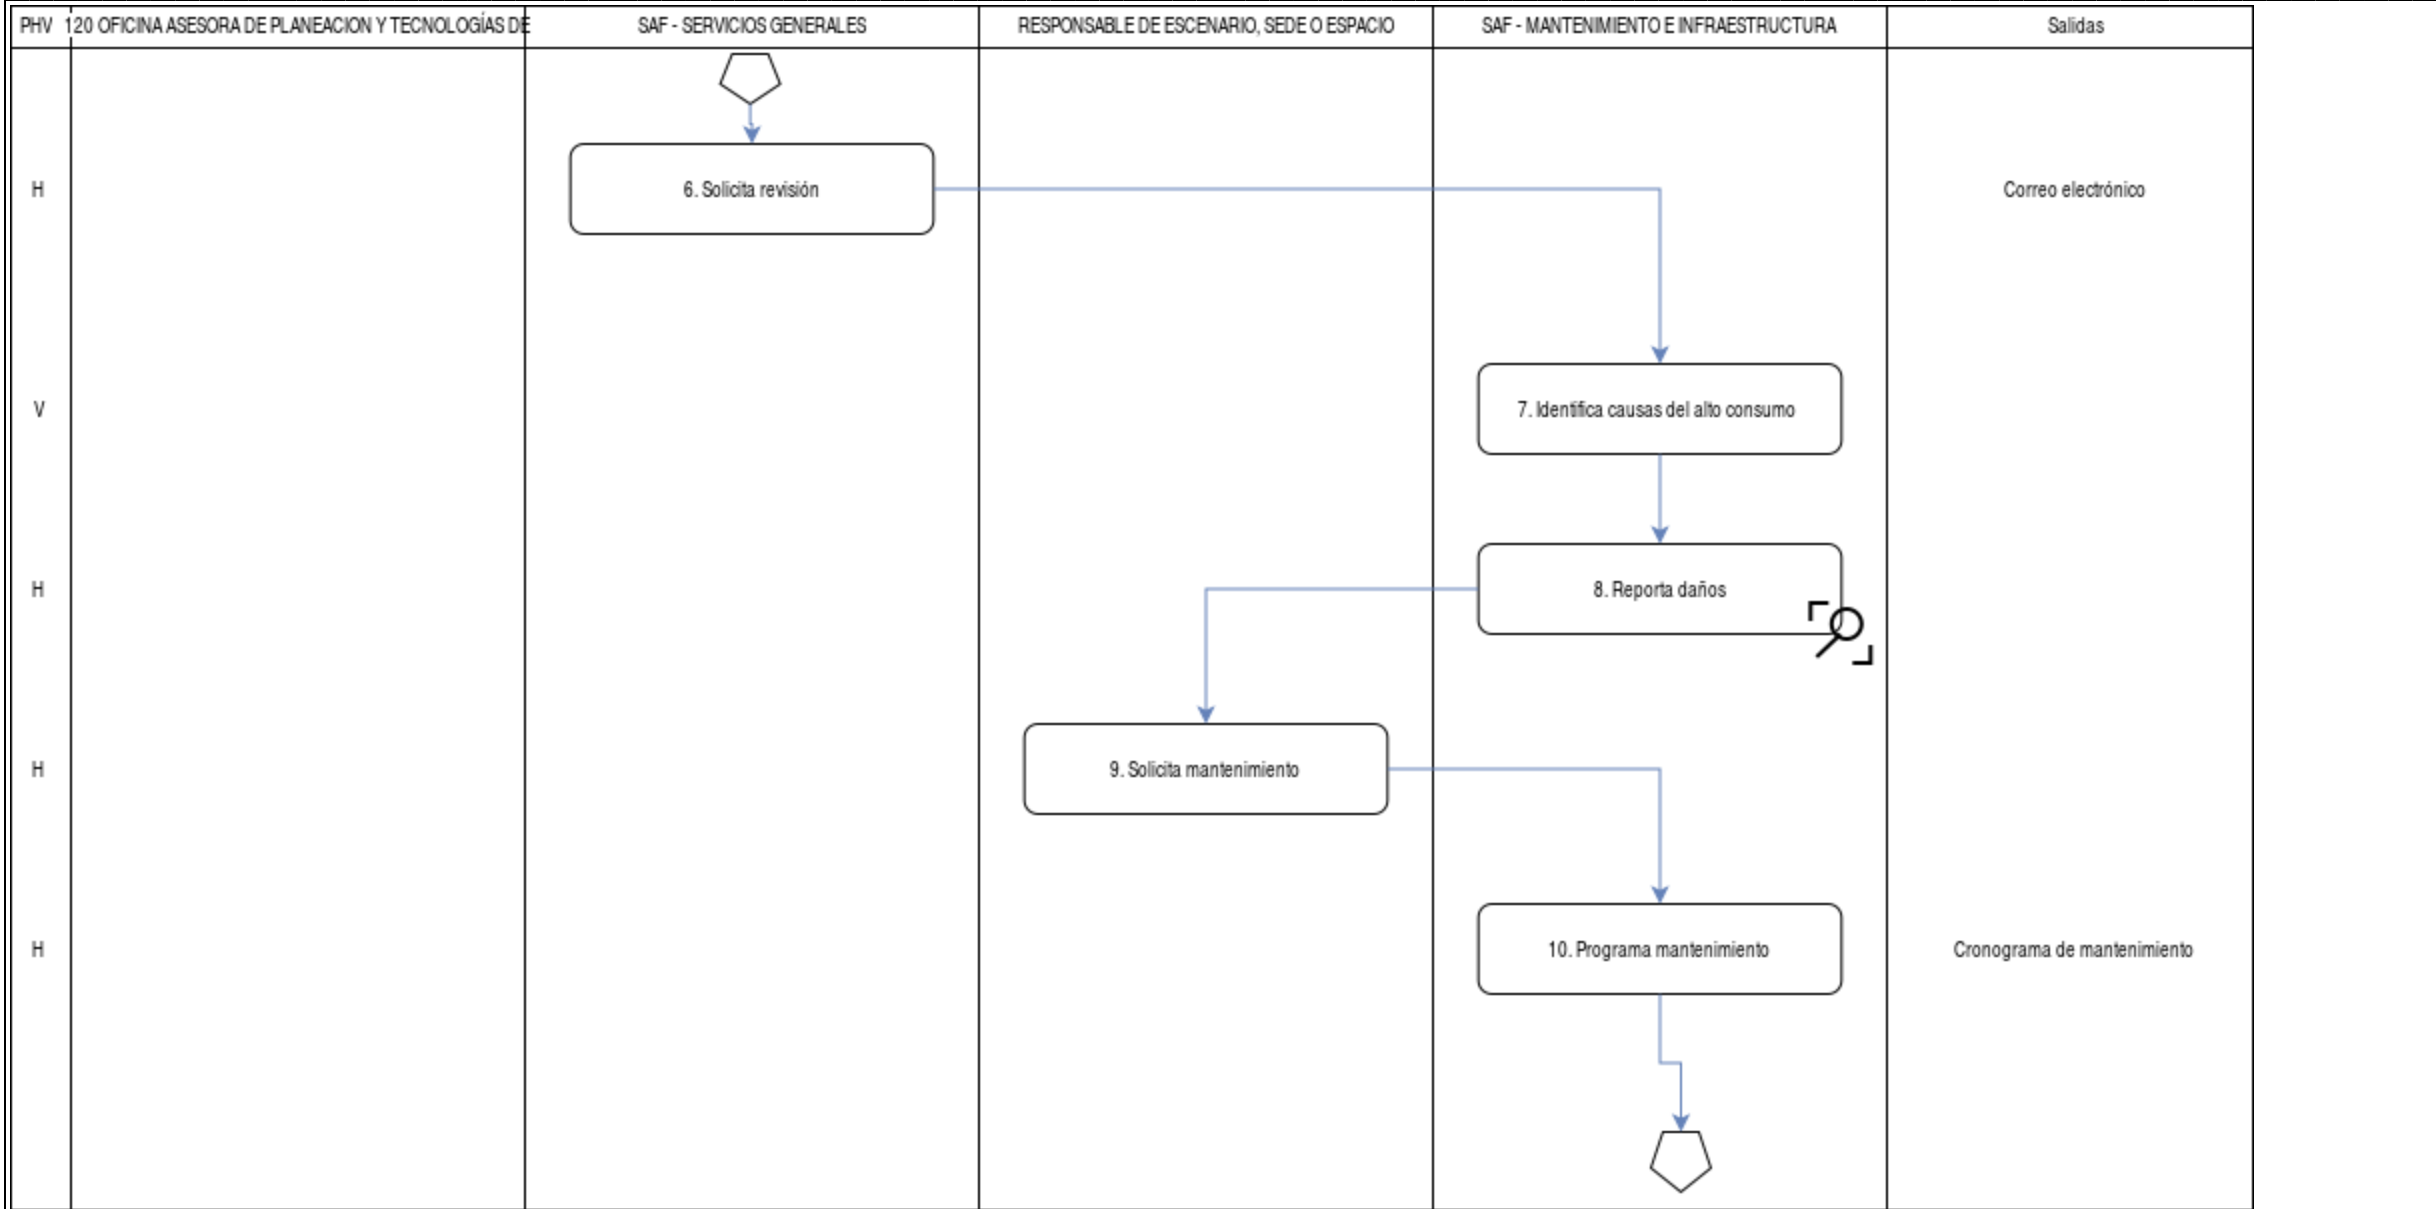 PHV 120 OFICINA ASESORA DE PLANEACION Y TECNOLOGÍAS DE SAF - SERVICIOS GENERALES RESPONSABLE DE ESCENARIO, SEDE O ESPACIO SAF - MANTENIMIENTO E INFRAESTRUCTURA Salidas
H 6. Solicita revisión Correo electrónico
V 7. Identifica causas del alto consumo
H 8. Reporta daños
H 9. Solicita mantenimiento
H 10. Programa mantenimiento Cronograma de mantenimiento